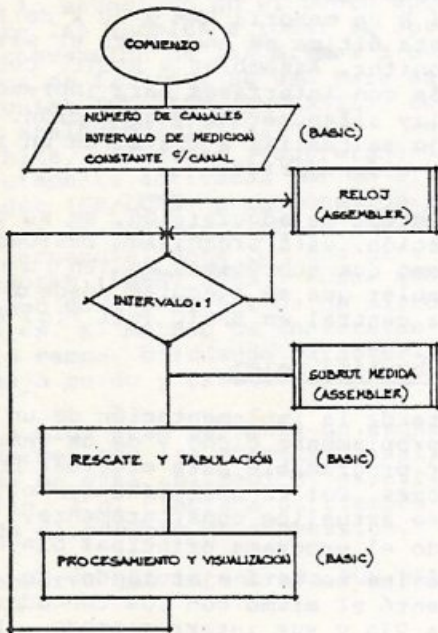 COMIENZO
NÚMERO DE CANALES
INTERVALO DE MEDICION
CONSTANTE C/CANAL
(BASIC)
RELOJ
(ASSEMBLER)
INTERVALO = 1
SUBRUT MEDIDA
(ASSEMBLER)
RESCATE Y TABULACIÓN
(BASIC)
PROCESAMIENTO Y VISUALIZACIÓN
(BASIC)